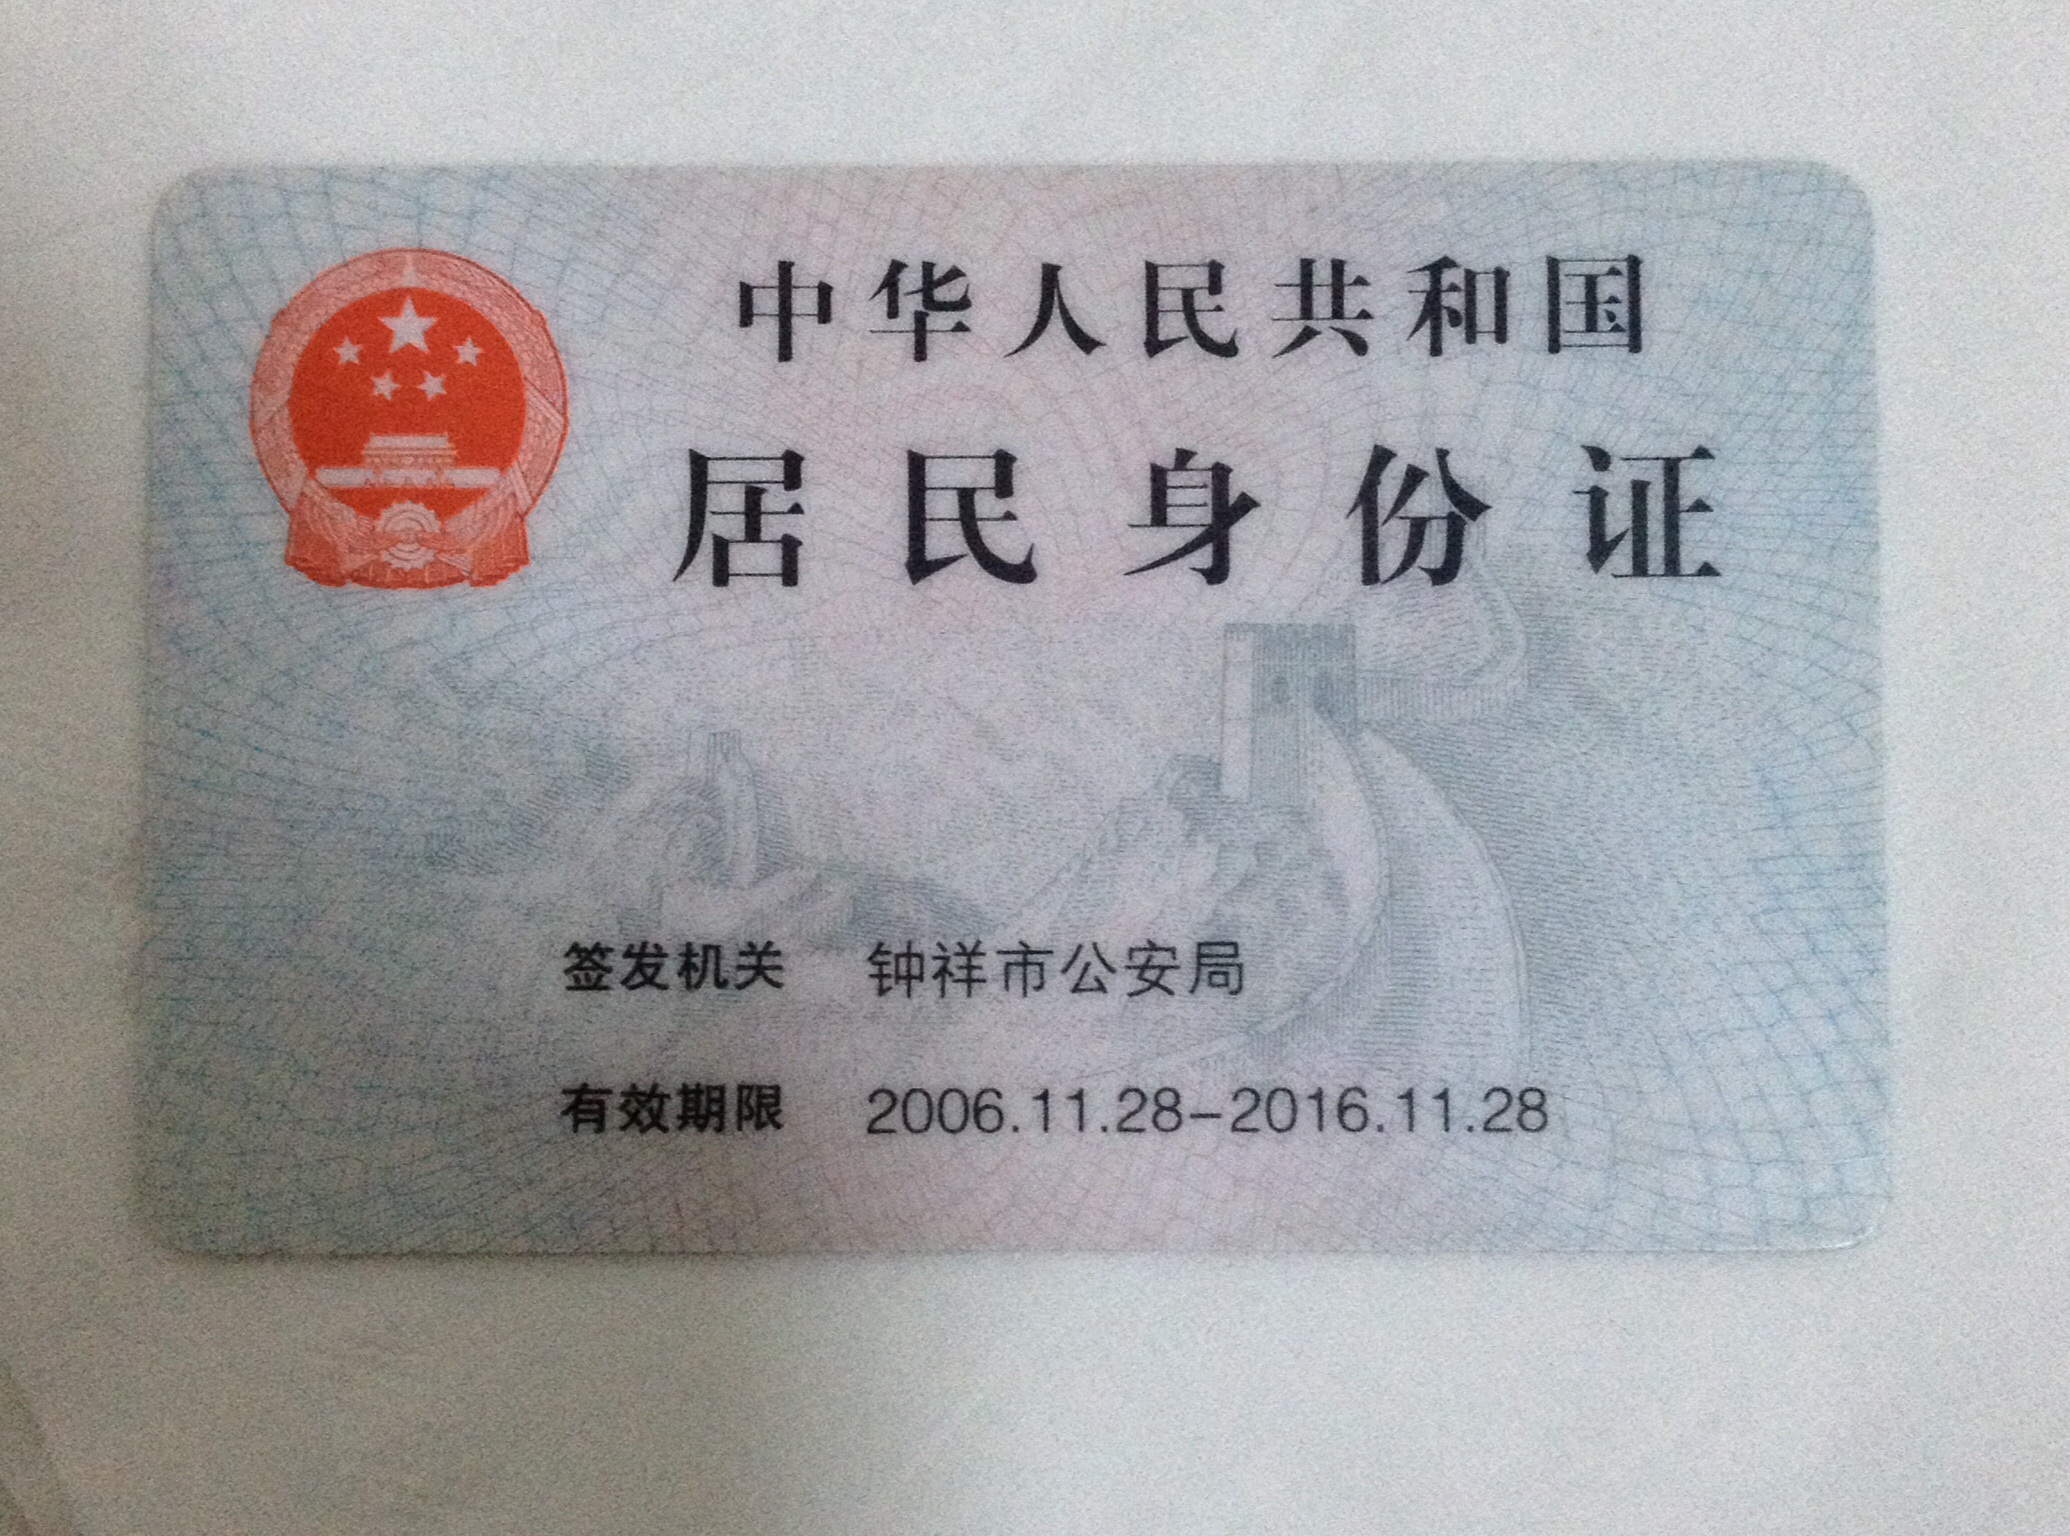 中华人民共和国
居民身份证
签发机关 钟祥市公安局
有效期限 2006.11.28-2016.11.28